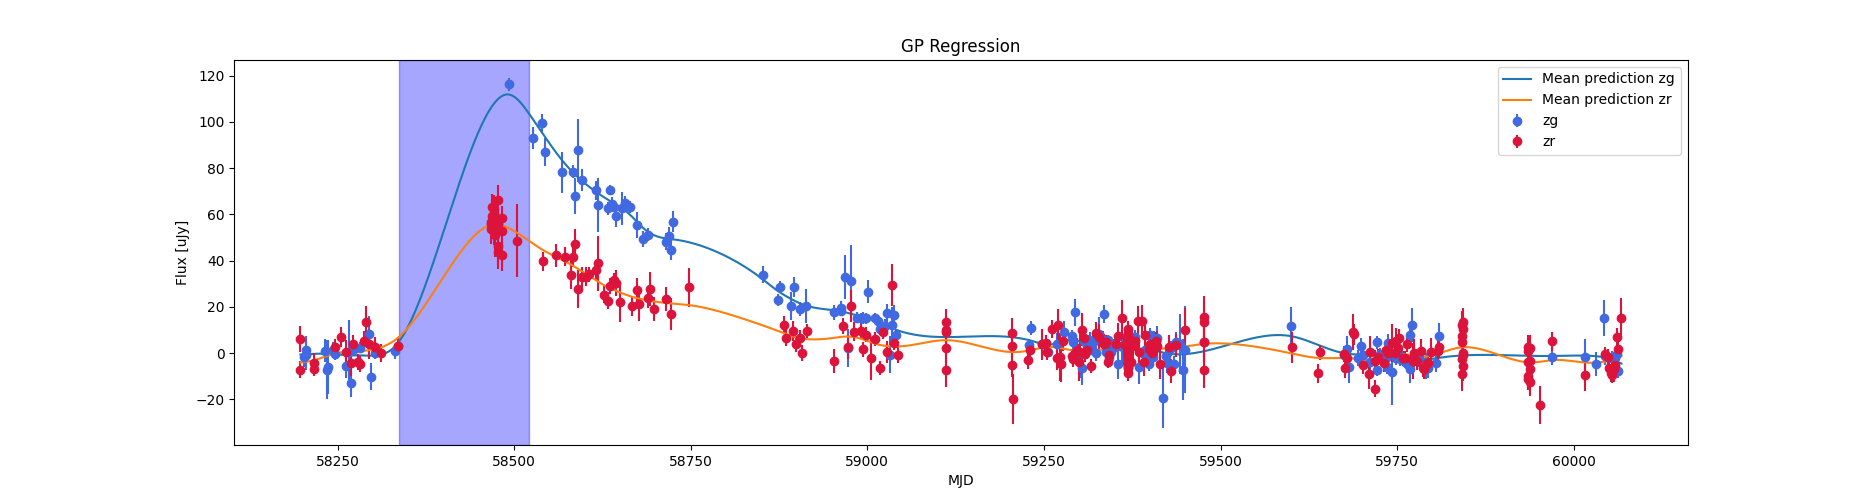 GP Regression
120
100
80
60
40
20
0
−20
Flux [uJy]
58250
58500
58750
59000
59250
59500
59750
60000
MJD
Mean prediction zg
Mean prediction zr
zg
zr